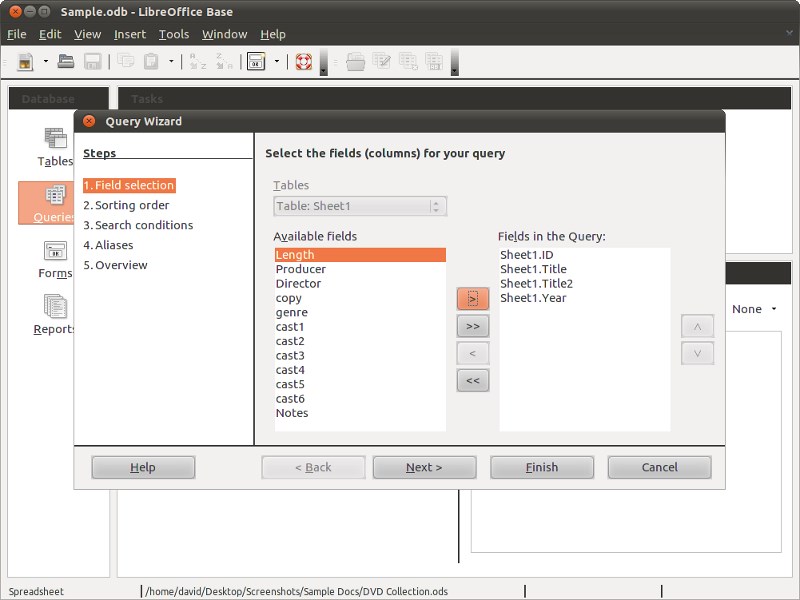 Sample.odb - LibreOffice Base
File Edit View Insert Tools Window Help
Database
Tasks
Tables
Queries
Forms
Reports
None
Query Wizard
Steps
1. Field selection
2. Sorting order
3. Search conditions
4. Aliases
5. Overview
Select the fields (columns) for your query
Tables
Table: Sheet1
Available fields
Length
Producer
Director
copy
genre
cast1
cast2
cast3
cast4
cast5
cast6
Notes
>
>>
<
<<
Fields in the Query:
Sheet1.ID
Sheet1.Title
Sheet1.Title2
Sheet1.Year
Help < Back Next > Finish Cancel
Spreadsheet /home/david/Desktop/Screenshots/Sample Docs/DVD Collection.ods